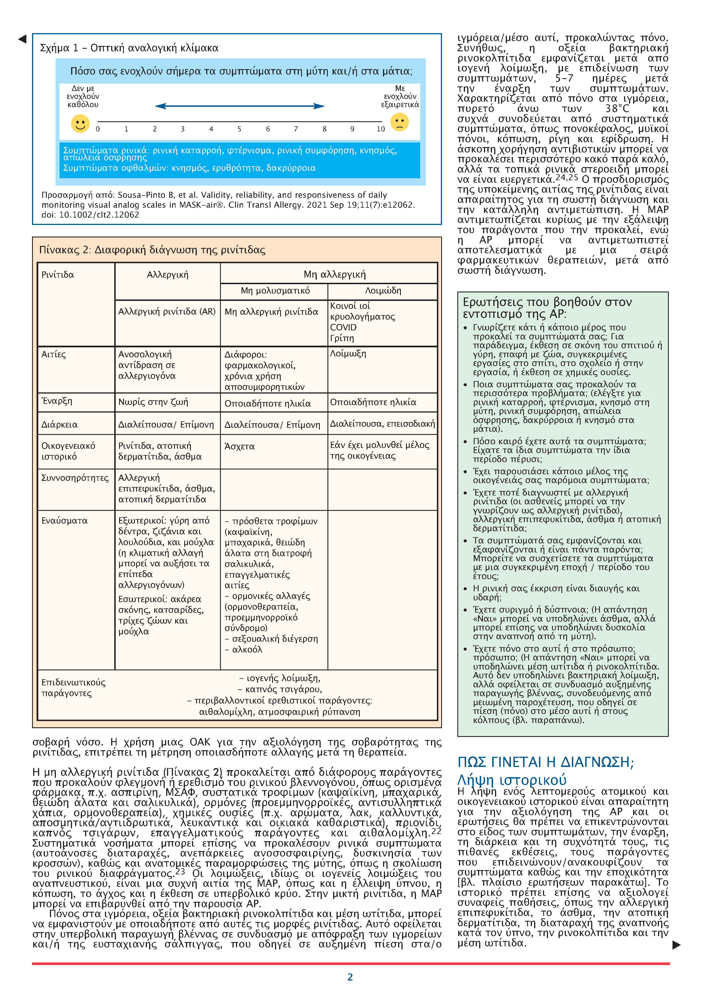 Σχήμα 1 – Οπτική αναλογική κλίμακα
Πόσο σας ενοχλούν σήμερα τα συμπτώματα στη μύτη και/ή στα μάτια;
Δεν με
ενοχλούν
καθόλου
Με
ενοχλούν
εξαιρετικά
0 1 2 3 4 5 6 7 8 9 10
Συμπτώματα ρινικά: ρινική καταρροή, φτέρνισμα, ρινική συμφόρηση, κνησμός,
απώλεια όσφρησης
Συμπτώματα οφθαλμών: κνησμός, ερυθρότητα, δακρύρροια
Προσαρμογή από: Sousa-Pinto B, et al. Validity, reliability, and responsiveness of daily
monitoring visual analog scales in MASK-air®. Clin Transl Allergy. 2021 Sep 19;11(7):e12062.
doi: 10.1002/clt2.12062
Πίνακας 2: Διαφορική διάγνωση της ρινίτιδας
Ρινίτιδα
Αλλεργική
Μη αλλεργική
Μη μολυσματικό
Λοιμώδη
Αλλεργική ρινίτιδα (AR)
Μη αλλεργική ρινίτιδα
Κοινοί ιοί
κρυολογήματος
COVID
Γρίπη
Αιτίες
Ανοσολογική
αντίδραση σε
αλλεργιογόνα
Διάφοροι:
φαρμακολογικοί,
χρόνια χρήση
αποσυμφορητικών
Λοίμωξη
Έναρξη
Νωρίς στην ζωή
Οποιαδήποτε ηλικία
Οποιαδήποτε ηλικία
Διάρκεια
Διαλείπουσα/ Επίμονη
Διαλείπουσα/ Επίμονη
Διαλείπουσα, επεισοδιακή
Οικογενειακό
ιστορικό
Ρινίτιδα, ατοπική
δερματίτιδα, άσθμα
Άσχετα
Εάν έχει μολυνθεί μέλος
της οικογένειας
Συννοσηρότητες
Αλλεργική
επιπεφυκίτιδα, άσθμα,
ατοπική δερματίτιδα
Εναύσματα
Εξωτερικοί: γύρη από
δέντρα, ζιζάνια και
λουλούδια, και μούχλα
(η κλιματική αλλαγή
μπορεί να αυξήσει τα
επίπεδα
αλλεργιογόνων)
Εσωτερικοί: ακάρεα
σκόνης, κατσαρίδες,
τρίχες ζώων και
μούχλα
– πρόσθετα τροφίμων
(καψαϊκίνη,
μπαχαρικά, θειώδη
άλατα στη διατροφή
σαλικυλικά,
επαγγελματικές
αιτίες
– ορμονικές αλλαγές
(ορμονοθεραπεία,
προεμμηνορροϊκό
σύνδρομο)
– σεξουαλική διέγερση
– αλκοόλ
Επιδεινωτικούς
παράγοντες
– ιογενής λοίμωξη,
– καπνός τσιγάρου,
– περιβαλλοντικοί ερεθιστικοί παράγοντες:
αιθαλομίχλη, ατμοσφαιρική ρύπανση
σοβαρή νόσο. Η χρήση μιας ΟΑΚ για την αξιολόγηση της σοβαρότητας της
ρινίτιδας, επιτρέπει τη μέτρηση οποιασδήποτε αλλαγής μετά τη θεραπεία.
Η μη αλλεργική ρινίτιδα (Πίνακας 2) προκαλείται από διάφορους παράγοντες
που προκαλούν φλεγμονή ή ερεθισμό του ρινικού βλεννογόνου, όπως ορισμένα
φάρμακα, π.χ. ασπιρίνη, ΜΣΑΦ, συστατικά τροφίμων (καψαϊκίνη, μπαχαρικά,
θειώδη άλατα και σαλικυλικά), ορμόνες (προεμμηνορροϊκές, αντισυλληπτικά
χάπια, ορμονοθεραπεία), χημικές ουσίες (π.χ. αρώματα, λακ, καλλυντικά,
αποσμητικά/αντιιδρωτικά, λευκαντικά και οικιακά καθαριστικά), πριονίδι,
καπνός τσιγάρων, επαγγελματικούς παράγοντες και αιθαλομίχλη.22
Συστηματικά νοσήματα μπορεί επίσης να προκαλέσουν ρινικά συμπτώματα
(αυτοάνοσες διαταραχές, ανεπάρκειες ανοσοσφαιρίνης, δυσκινησία των
κροσσών), καθώς και ανατομικές παραμορφώσεις της μύτης, όπως η σκολίωση
του ρινικού διαφράγματος.23 Οι λοιμώξεις, ιδίως οι ιογενείς λοιμώξεις του
αναπνευστικού, είναι μια συχνή αιτία της ΜΑΡ, όπως και η έλλειψη ύπνου, η
κόπωση, το άγχος και η έκθεση σε υπερβολικό κρύο. Στην μικτή ρινίτιδα, η ΜΑΡ
μπορεί να επιβαρυνθεί από την παρουσία ΑΡ.
Πόνος στα ιγμόρεια, οξεία βακτηριακή ρινοκολπίτιδα και μέση ωτίτιδα, μπορεί
να εμφανιστούν με οποιαδήποτε από αυτές τις μορφές ρινίτιδας. Αυτό οφείλεται
στην υπερβολική παραγωγή βλέννας σε συνδυασμό με απόφραξη των ιγμορείων
και/ή της ευσταχιανής σάλπιγγας, που οδηγεί σε αυξημένη πίεση στα/ο
ιγμόρεια/μέσο αυτί, προκαλώντας πόνο.
Συνήθως, η οξεία βακτηριακή
ρινοκολπίτιδα εμφανίζεται μετά από
ιογενή λοίμωξη, με επιδείνωση των
συμπτωμάτων, 5–7 ημέρες μετά
την έναρξη των συμπτωμάτων.
Χαρακτηρίζεται από πόνο στα ιγμόρεια,
πυρετό άνω των 38°C και
συχνά συνοδεύεται από συστηματικά
συμπτώματα, όπως πονοκέφαλος, μυϊκοί
πόνοι, κόπωση, ρίγη και εφίδρωση. Η
άσκοπη χορήγηση αντιβιοτικών μπορεί να
προκαλέσει περισσότερο κακό παρά καλό,
αλλά τα τοπικά ρινικά στεροειδή μπορεί
να είναι ευεργετικά.24,25 Ο προσδιορισμός
της υποκείμενης αιτίας της ρινίτιδας είναι
απαραίτητος για τη σωστή διάγνωση και
την κατάλληλη αντιμετώπιση. Η ΜΑΡ
αντιμετωπίζεται κυρίως με την εξάλειψη
του παράγοντα που την προκαλεί, ενώ
η ΑΡ μπορεί να αντιμετωπιστεί
αποτελεσματικά με μια σειρά
φαρμακευτικών θεραπειών, μετά από
σωστή διάγνωση.
Ερωτήσεις που βοηθούν στον
εντοπισμό της ΑΡ:
• Γνωρίζετε κάτι ή κάποιο μέρος που
προκαλεί τα συμπτώματά σας; Για
παράδειγμα, έκθεση σε σκόνη του σπιτιού ή
γύρη, επαφή με ζώα, συγκεκριμένες
εργασίες στο σπίτι, στο σχολείο ή στην
εργασία, ή έκθεση σε χημικές ουσίες.
• Ποια συμπτώματα σας προκαλούν τα
περισσότερα προβλήματα; (ελέγξτε για
ρινική καταρροή, φτέρνισμα, κνησμό στη
μύτη, ρινική συμφόρηση, απώλεια
όσφρησης, δακρύρροια ή κνησμό στα
μάτια).
• Πόσο καιρό έχετε αυτά τα συμπτώματα;
Είχατε τα ίδια συμπτώματα την ίδια
περίοδο πέρυσι;
• Έχει παρουσιάσει κάποιο μέλος της
οικογένειάς σας παρόμοια συμπτώματα;
• Έχετε ποτέ διαγνωστεί με αλλεργική
ρινίτιδα (οι ασθενείς μπορεί να την
γνωρίζουν ως αλλεργική ρινίτιδα),
αλλεργική επιπεφυκίτιδα, άσθμα ή ατοπική
δερματίτιδα;
• Τα συμπτώματά σας εμφανίζονται και
εξαφανίζονται ή είναι πάντα παρόντα;
Μπορείτε να συσχετίσετε τα συμπτώματα
με μια συγκεκριμένη εποχή / περίοδο του
έτους;
• Η ρινική σας έκκριση είναι διαυγής και
υδαρή;
• Έχετε συριγμό ή δύσπνοια; (Η απάντηση
«Ναι» μπορεί να υποδηλώνει άσθμα, αλλά
μπορεί επίσης να υποδηλώνει δυσκολία
στην αναπνοή από τη μύτη).
• Έχετε πόνο στο αυτί ή στο πρόσωπο;
πρόσωπο; (Η απάντηση «Ναι» μπορεί να
υποδηλώνει μέση ωτίτιδα ή ρινοκολπίτιδα.
Αυτό δεν υποδηλώνει βακτηριακή λοίμωξη,
αλλά οφείλεται σε συνδυασμό αυξημένης
παραγωγής βλέννας, συνοδευόμενης από
μειωμένη παροχέτευση, που οδηγεί σε
πίεση (πόνο) στο μέσο αυτί ή στους
κόλπους (βλ. παραπάνω).
ΠΩΣ ΓΙΝΕΤΑΙ Η ΔΙΑΓΝΩΣΗ;
Λήψη ιστορικού
Η λήψη ενός λεπτομερούς ατομικού και
οικογενειακού ιστορικού είναι απαραίτητη
για την αξιολόγηση της ΑΡ και οι
ερωτήσεις θα πρέπει να επικεντρώνονται
στο είδος των συμπτωμάτων, την έναρξη,
τη διάρκεια και τη συχνότητά τους, τις
πιθανές εκθέσεις, τους παράγοντες
που επιδεινώνουν/ανακουφίζουν τα
συμπτώματα καθώς και την εποχικότητα
[βλ. πλαίσιο ερωτήσεων παρακάτω]. Το
ιστορικό πρέπει επίσης να αξιολογεί
συναφείς παθήσεις, όπως την αλλεργική
επιπεφυκίτιδα, το άσθμα, την ατοπική
δερματίτιδα, τη διαταραχή της αναπνοής
κατά τον ύπνο, την ρινοκολπίτιδα και την
μέση ωτίτιδα.
2